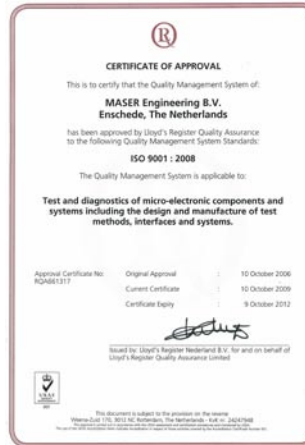 LR
CERTIFICATE OF APPROVAL
This is to certify that the Quality Management System of:
MASER Engineering B.V.
Enschede, The Netherlands
has been approved by Lloyd's Register Quality Assurance
to the following Quality Management System Standards:
ISO 9001 : 2008
The Quality Management System is applicable to:
Test and diagnostics of micro-electronic components and
systems including the design and manufacture of test
methods, interfaces and systems.
Approval Certificate No: Original Approval : 10 October 2006
RQA661317
Current Certificate : 10 October 2009
Certificate Expiry : 9 October 2012
Issued by: Lloyd's Register Nederland B.V. for and on behalf of
Lloyd's Register Quality Assurance Limited
UKAS
This document is subject to the provision on the reverse